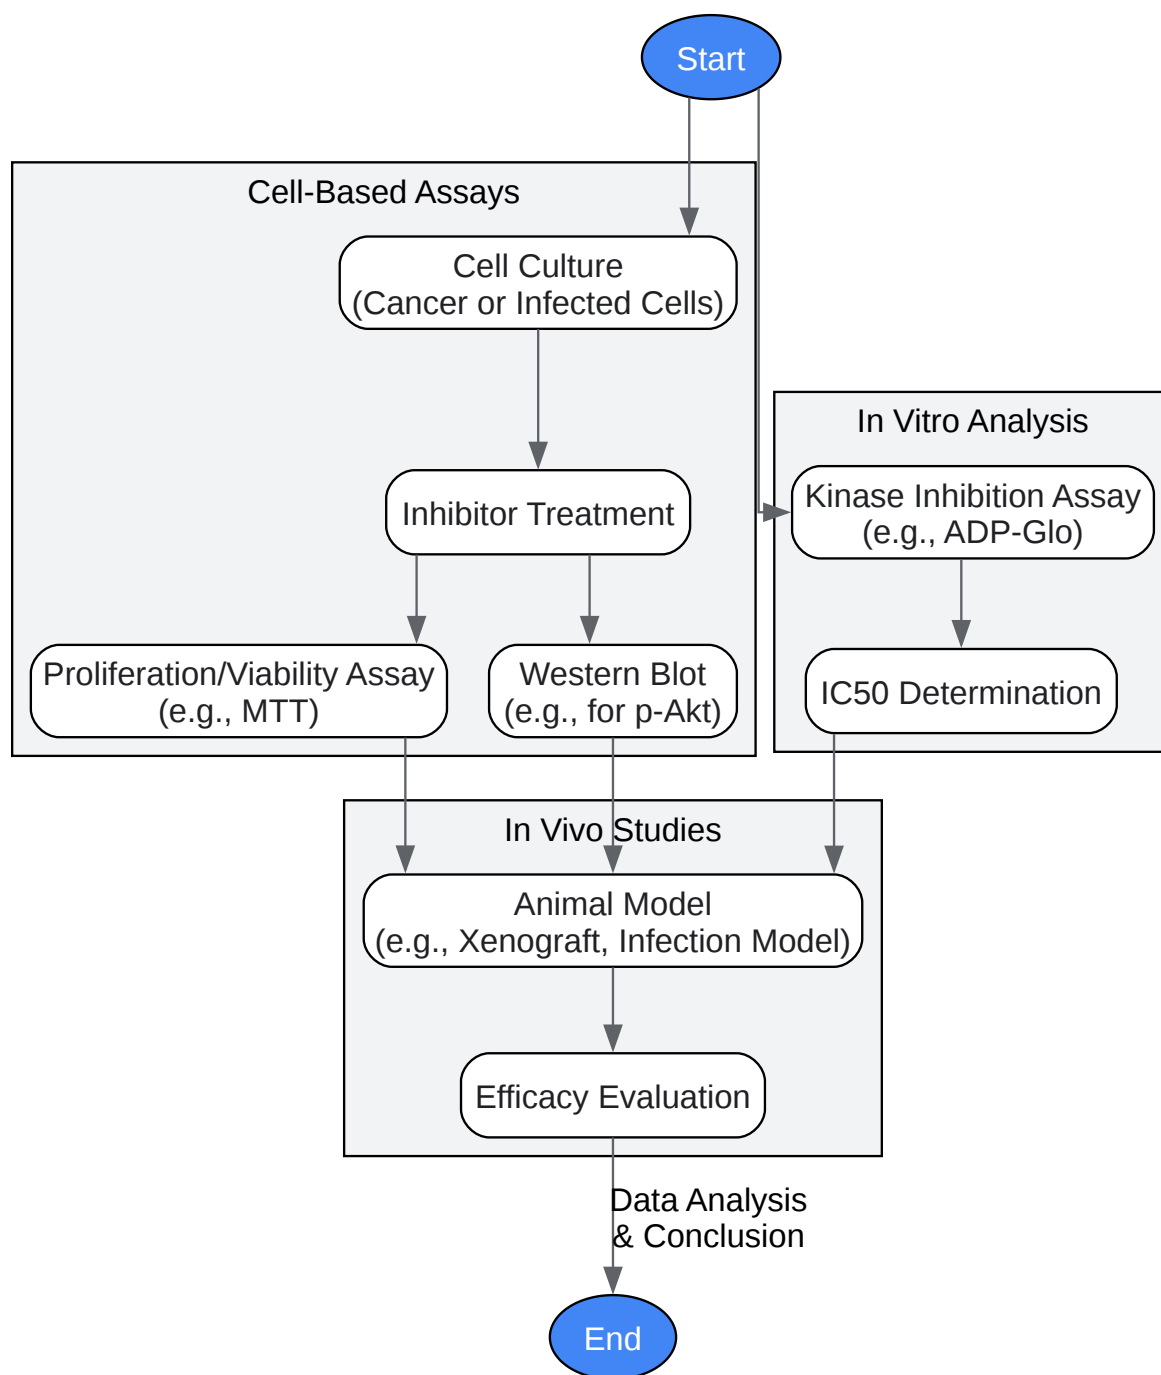 Start
Cell-Based Assays
Cell Culture
(Cancer or Infected Cells)
Inhibitor Treatment
Proliferation/Viability Assay
(e.g., MTT)
Western Blot
(e.g., for p-Akt)
In Vitro Analysis
Kinase Inhibition Assay
(e.g., ADP-Glo)
IC50 Determination
In Vivo Studies
Animal Model
(e.g., Xenograft, Infection Model)
Efficacy Evaluation
Data Analysis
& Conclusion
End